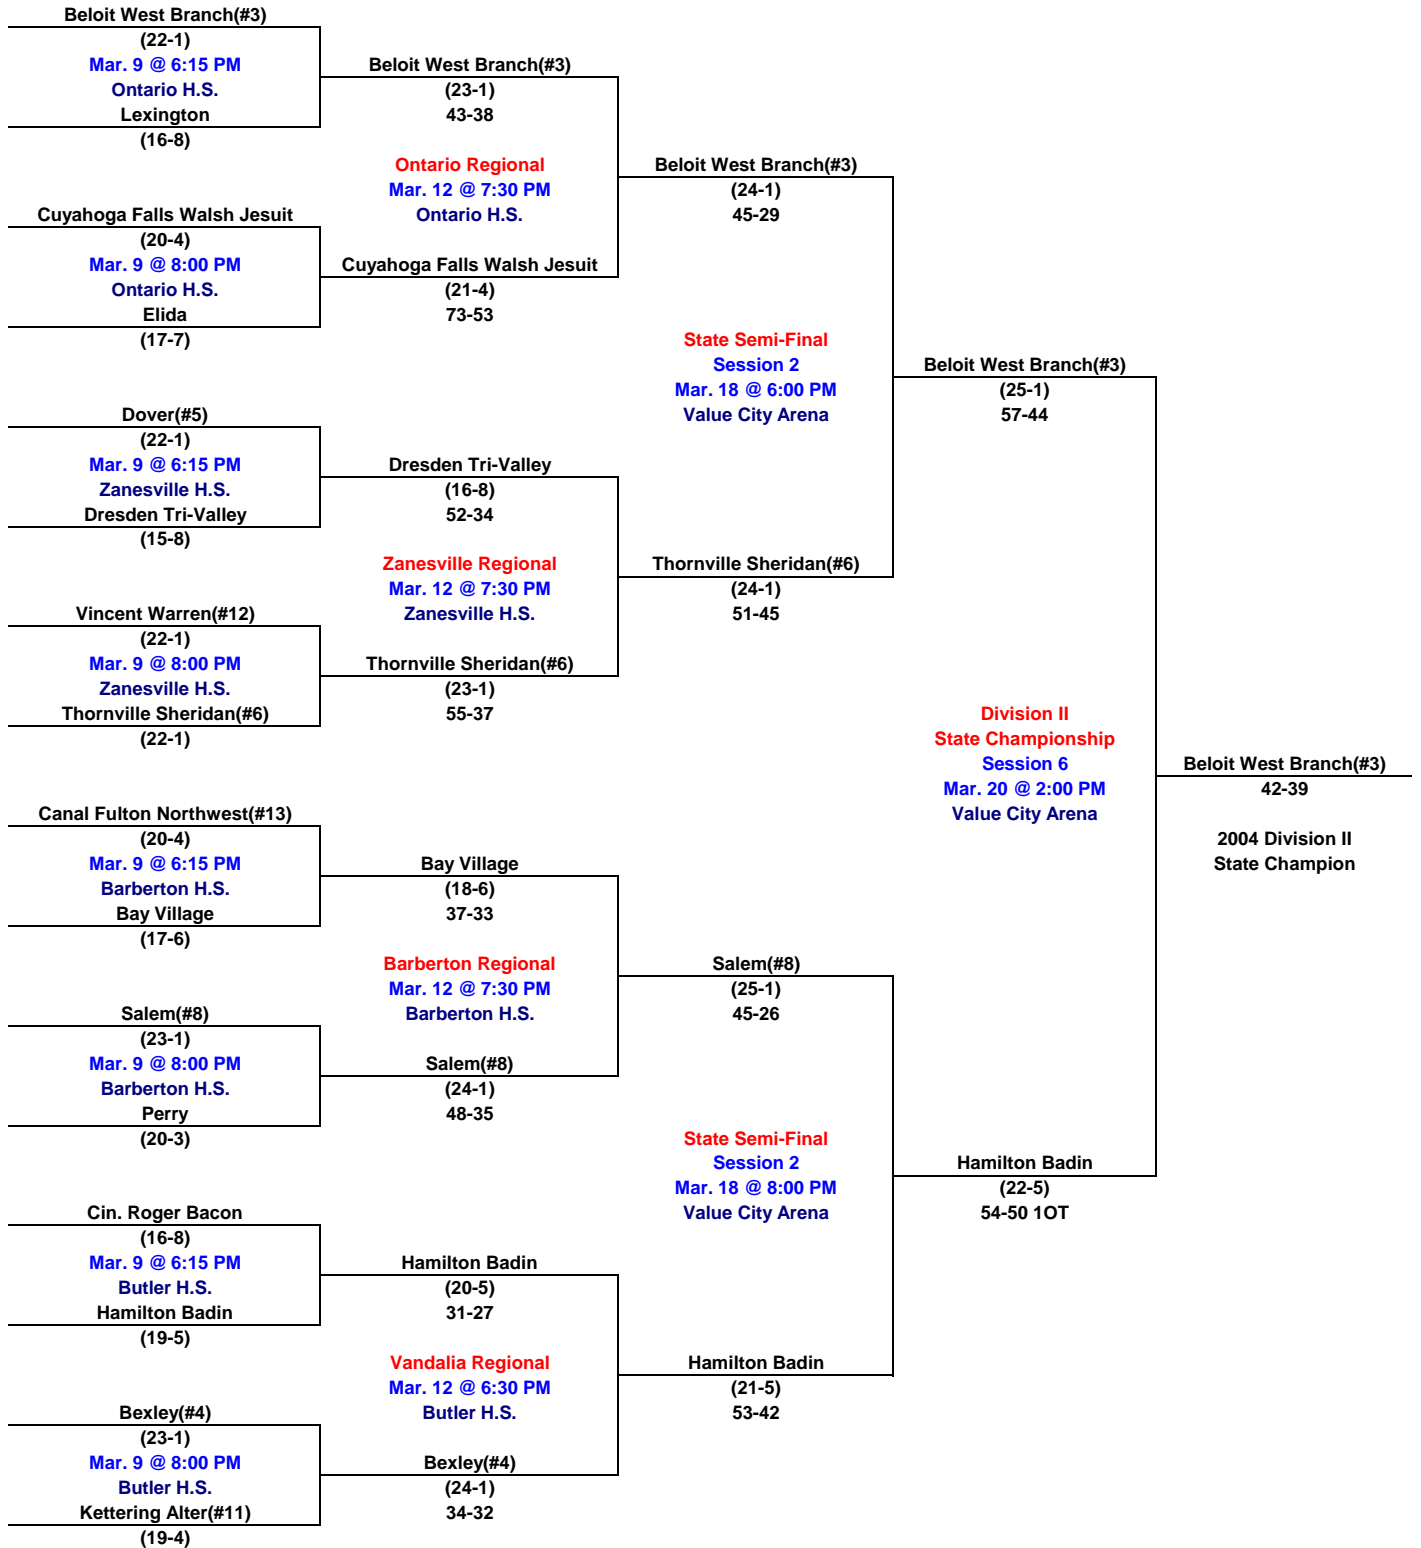 Beloit West Branch(#3)
(22-1)
Mar. 9 @ 6:15 PM
Ontario H.S.
Lexington
(16-8)
Cuyahoga Falls Walsh Jesuit
(20-4)
Mar. 9 @ 8:00 PM
Ontario H.S.
Elida
(17-7)
Dover(#5)
(22-1)
Mar. 9 @ 6:15 PM
Zanesville H.S.
Dresden Tri-Valley
(15-8)
Vincent Warren(#12)
(22-1)
Mar. 9 @ 8:00 PM
Zanesville H.S.
Thornville Sheridan(#6)
(22-1)
Canal Fulton Northwest(#13)
(20-4)
Mar. 9 @ 6:15 PM
Barberton H.S.
Bay Village
(17-6)
Salem(#8)
(23-1)
Mar. 9 @ 8:00 PM
Barberton H.S.
Perry
(20-3)
Cin. Roger Bacon
(16-8)
Mar. 9 @ 6:15 PM
Butler H.S.
Hamilton Badin
(19-5)
Bexley(#4)
(23-1)
Mar. 9 @ 8:00 PM
Butler H.S.
Kettering Alter(#11)
(19-4)
Beloit West Branch(#3)
(23-1)
43-38
Ontario Regional
Mar. 12 @ 7:30 PM
Ontario H.S.
Cuyahoga Falls Walsh Jesuit
(21-4)
73-53
Dresden Tri-Valley
(16-8)
52-34
Zanesville Regional
Mar. 12 @ 7:30 PM
Zanesville H.S.
Thornville Sheridan(#6)
(23-1)
55-37
Bay Village
(18-6)
37-33
Barberton Regional
Mar. 12 @ 7:30 PM
Barberton H.S.
Salem(#8)
(24-1)
48-35
Hamilton Badin
(20-5)
31-27
Vandalia Regional
Mar. 12 @ 6:30 PM
Butler H.S.
Bexley(#4)
(24-1)
34-32
Beloit West Branch(#3)
(24-1)
45-29
State Semi-Final
Session 2
Mar. 18 @ 6:00 PM
Value City Arena
Thornville Sheridan(#6)
(24-1)
51-45
Salem(#8)
(25-1)
45-26
State Semi-Final
Session 2
Mar. 18 @ 8:00 PM
Value City Arena
Hamilton Badin
(21-5)
53-42
Beloit West Branch(#3)
(25-1)
57-44
Division II
State Championship
Session 6
Mar. 20 @ 2:00 PM
Value City Arena
Hamilton Badin
(22-5)
54-50 1OT
Beloit West Branch(#3)
42-39
2004 Division II
State Champion